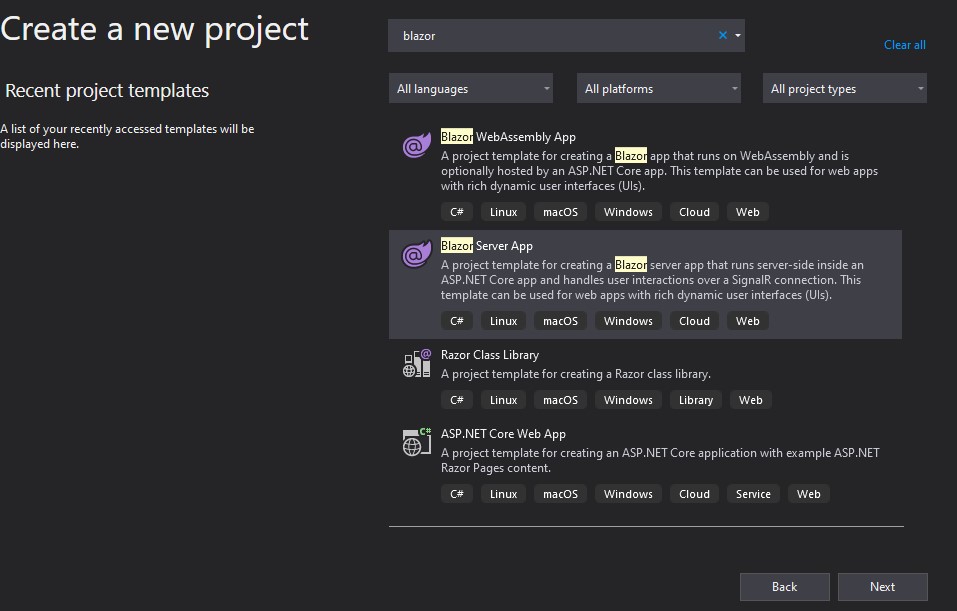 Create a new project
blazor
Clear all
Recent project templates
All languages
All platforms
All project types
A list of your recently accessed templates will be
displayed here.
Blazor WebAssembly App
A project template for creating a Blazor app that runs on WebAssembly and is
optionally hosted by an ASP.NET Core app. This template can be used for web apps
with rich dynamic user interfaces (UIs).
C# Linux macOS Windows Cloud Web
Blazor Server App
A project template for creating a Blazor server app that runs server-side inside an
ASP.NET Core app and handles user interactions over a SignalR connection. This
template can be used for web apps with rich dynamic user interfaces (UIs).
C# Linux macOS Windows Cloud Web
Razor Class Library
A project template for creating a Razor class library.
C# Linux macOS Windows Library Web
ASP.NET Core Web App
A project template for creating an ASP.NET Core application with example ASP.NET
Razor Pages content.
C# Linux macOS Windows Cloud Service Web
Back
Next